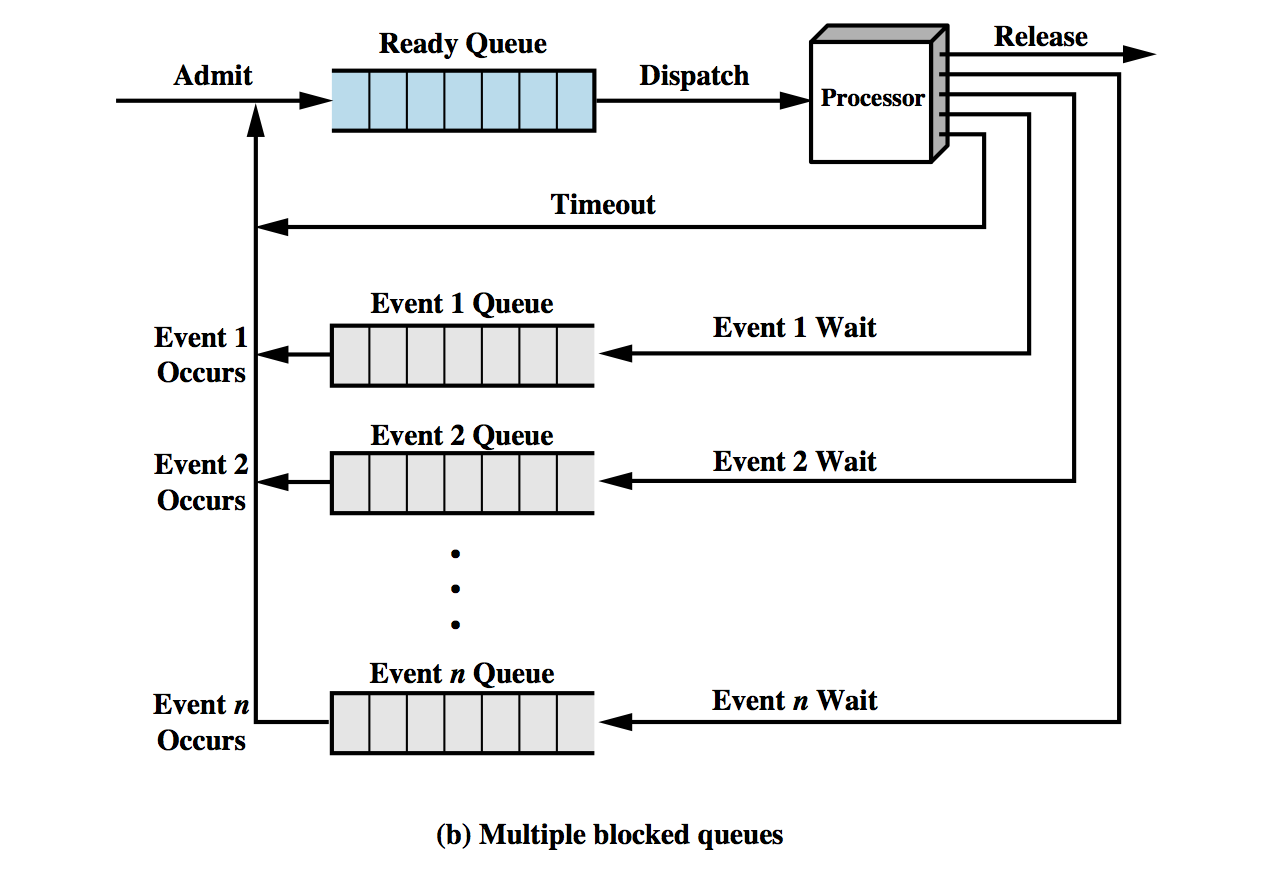 Ready Queue
Release
Admit
Dispatch
Processor
Timeout
Event 1 Queue
Event 1 Wait
Event 1
Occurs
Event 2 Queue
Event 2 Wait
Event 2
Occurs
Event n Queue
Event n Wait
Event n
Occurs
(b) Multiple blocked queues